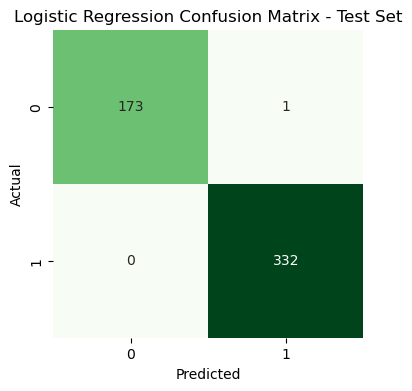 Logistic Regression Confusion Matrix - Test Set
Actual
0
173
1
1
0
332
0
1
Predicted